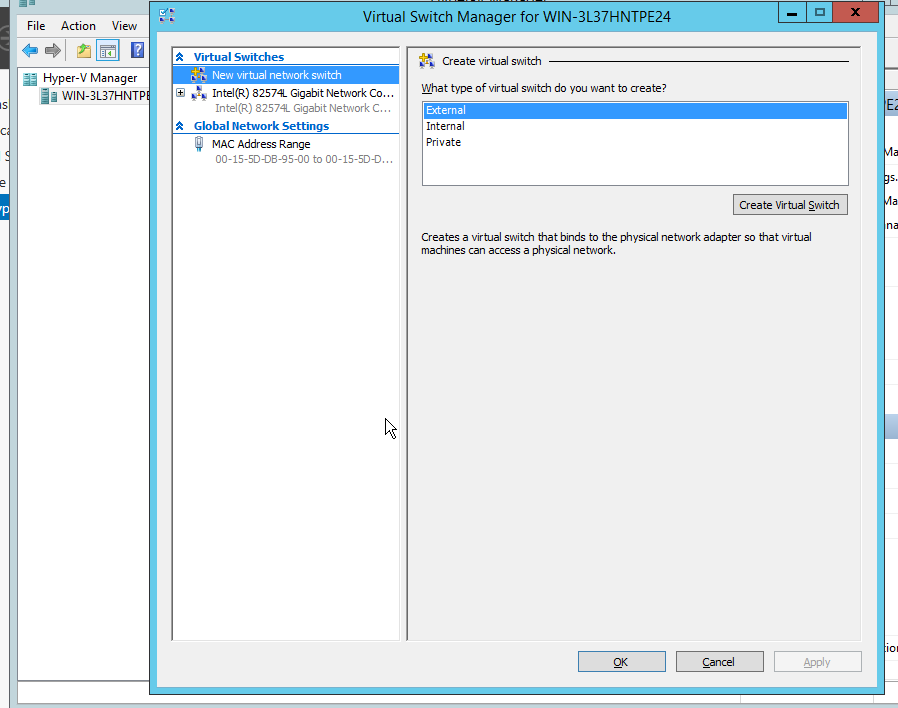 Virtual Switch Manager for WIN-3L37HNTPE24
File Action View
Hyper-V Manager
WIN-3L37HNTPE
Virtual Switches
New virtual network switch
Intel(R) 82574L Gigabit Network Co...
Intel(R) 82574L Gigabit Network C...
Global Network Settings
MAC Address Range
00-15-5D-DB-95-00 to 00-15-5D-D...
Create virtual switch
What type of virtual switch do you want to create?
External
Internal
Private
Create Virtual Switch
Creates a virtual switch that binds to the physical network adapter so that virtual
machines can access a physical network.
OK Cancel Apply